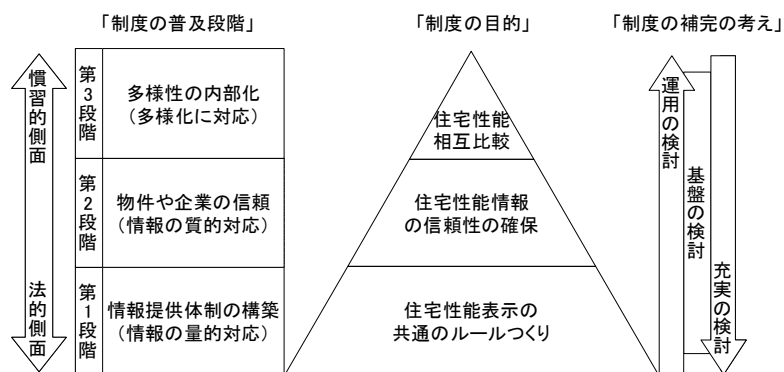 「制度の普及段階」
「制度の目的」
「制度の補完の考え」
慣習的側面
法的側面
第3段階
多様性の内部化
(多様化に対応)
第2段階
物件や企業の信頼
(情報の質的対応)
第1段階
情報提供体制の構築
(情報の量的対応)
住宅性能
相互比較
住宅性能情報
の信頼性の確保
住宅性能表示の
共通のルールつくり
運用の検討
基盤の検討
充実の検討